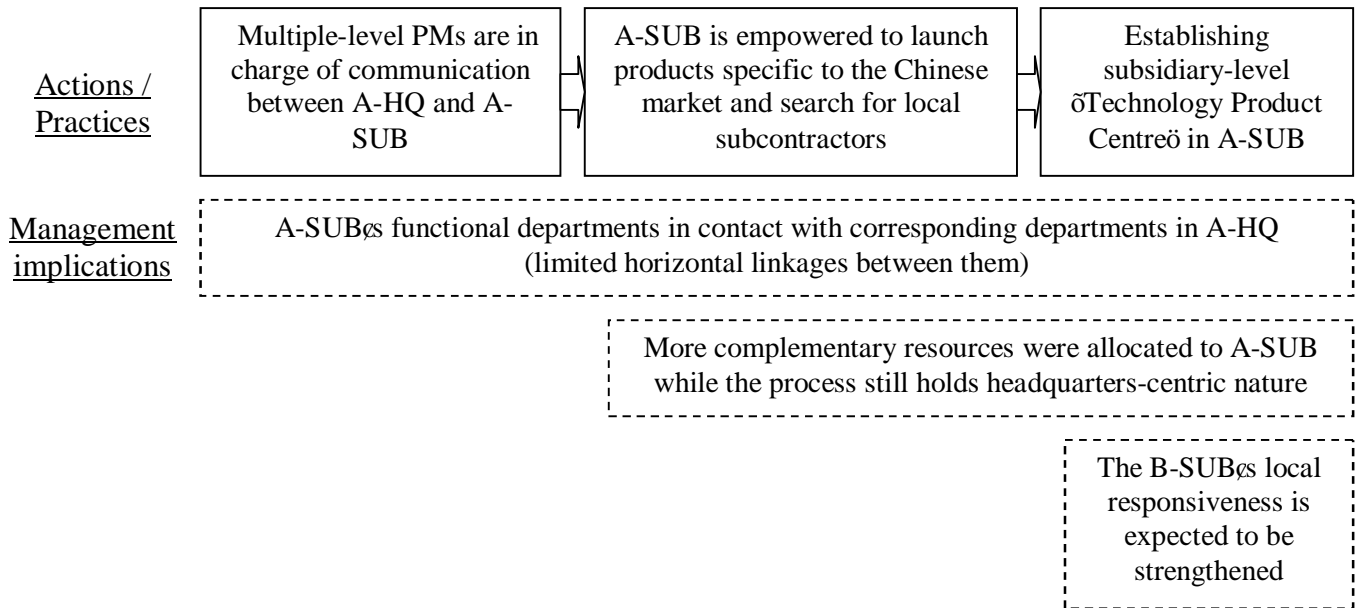 Actions /
Practices
Multiple-level PMs are in
charge of communication
between A-HQ and A-
SUB
A-SUB is empowered to launch
products specific to the Chinese
market and search for local
subcontractors
Establishing
subsidiary-level
õTechnology Product
Centreö in A-SUB
Management
implications
A-SUBøs functional departments in contact with corresponding departments in A-HQ
(limited horizontal linkages between them)
More complementary resources were allocated to A-SUB
while the process still holds headquarters-centric nature
The B-SUBøs local
responsiveness is
expected to be
strengthened